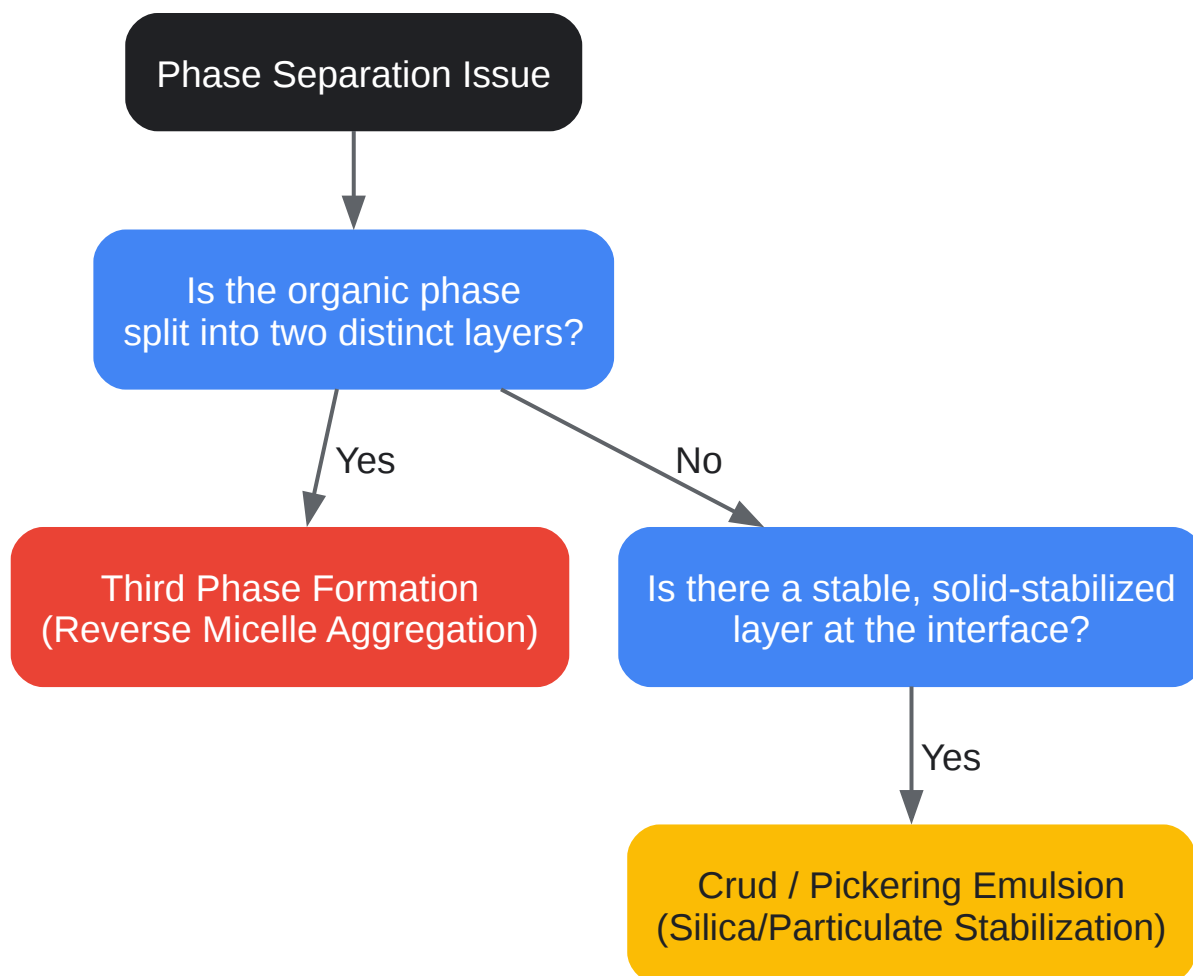 Phase Separation Issue
Is the organic phase
split into two distinct layers?
Yes
No
Third Phase Formation
(Reverse Micelle Aggregation)
Is there a stable, solid-stabilized
layer at the interface?
Yes
Crud / Pickering Emulsion
(Silica/Particulate Stabilization)